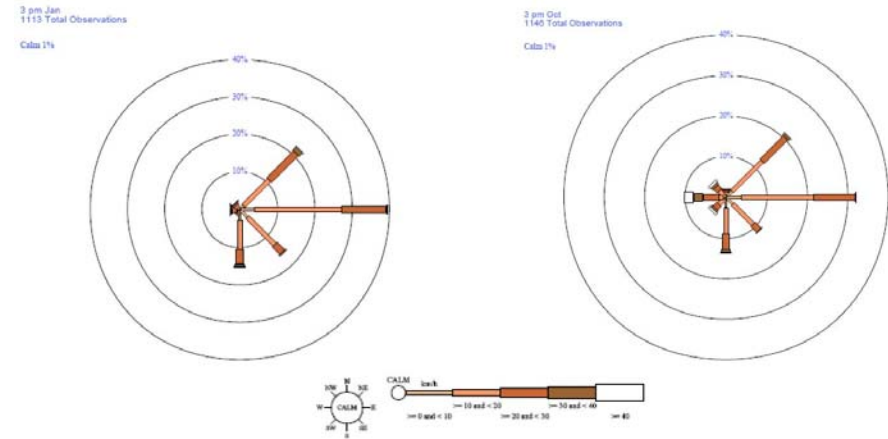 3 pm Jan
1113 Total Observations
Calm 1%
40%
30%
20%
10%
3 pm Oct
1146 Total Observations
Calm 1%
40%
30%
20%
10%
N
NW NE
W CALM E
SW SE
S
CALM km/h
>= 10 and < 20 >= 30 and < 40
>= 0 and < 10 >= 20 and < 30 >= 40